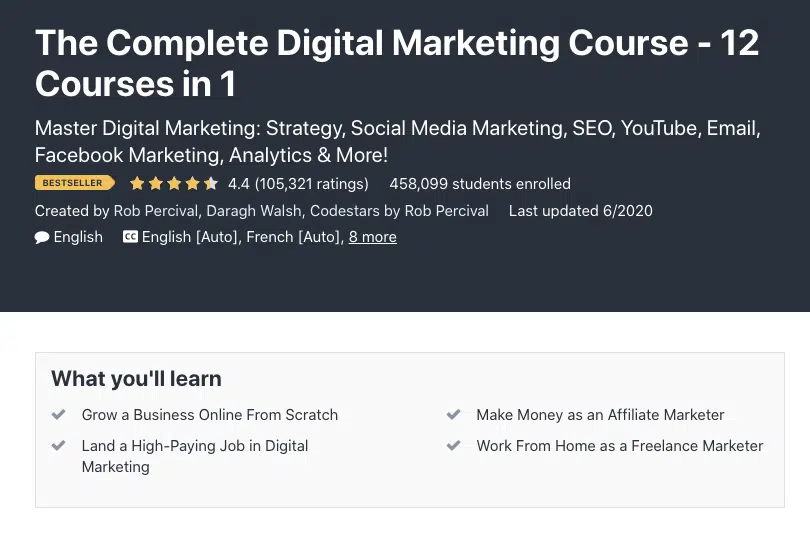 The Complete Digital Marketing Course - 12
Courses in 1
Master Digital Marketing: Strategy, Social Media Marketing, SEO, YouTube, Email,
Facebook Marketing, Analytics & More!
BESTSELLER 4.4 (105,321 ratings) 458,099 students enrolled
Created by Rob Percival, Daragh Walsh, Codestars by Rob Percival Last updated 6/2020
English CC English [Auto], French [Auto], 8 more
What you'll learn
Grow a Business Online From Scratch
Land a High-Paying Job in Digital
Marketing
Make Money as an Affiliate Marketer
Work From Home as a Freelance Marketer